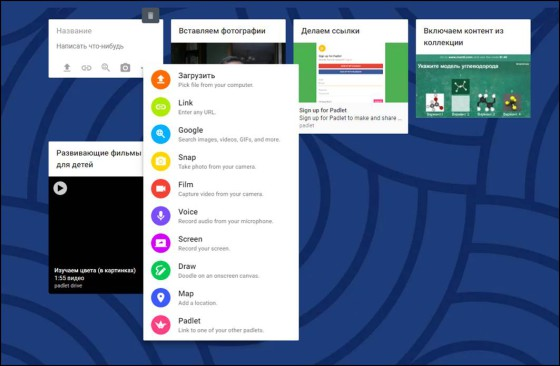 Название
Написать что-нибудь
Вставляем фотографии
Делаем ссылки
Sign up for Padlet
Sign up for Padlet to make and share ...
padlet
Включаем контент из
коллекции
Укажите модель углеводорода
Развивающие фильмы
для детей
Изучаем цвета (в картинках)
1:55 видео
padlet drive
Загрузить
Pick file from your computer.
Link
Enter any URL.
Google
Search images, videos, GIFs, and more.
Snap
Take photo from your camera.
Film
Capture video from your camera.
Voice
Record audio from your microphone.
Screen
Record your screen.
Draw
Doodle on an onscreen canvas.
Map
Add a location.
Padlet
Link to one of your other padlets.